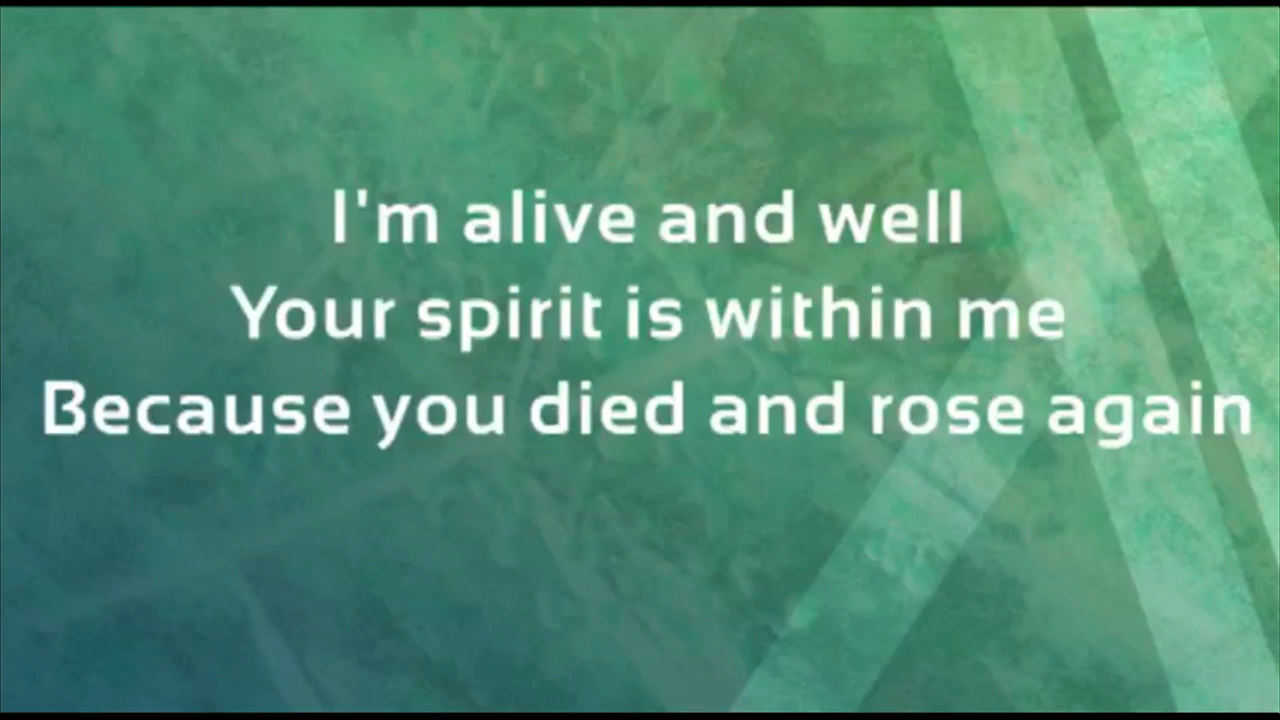 I'm alive and well
Your spirit is within me
Because you died and rose again